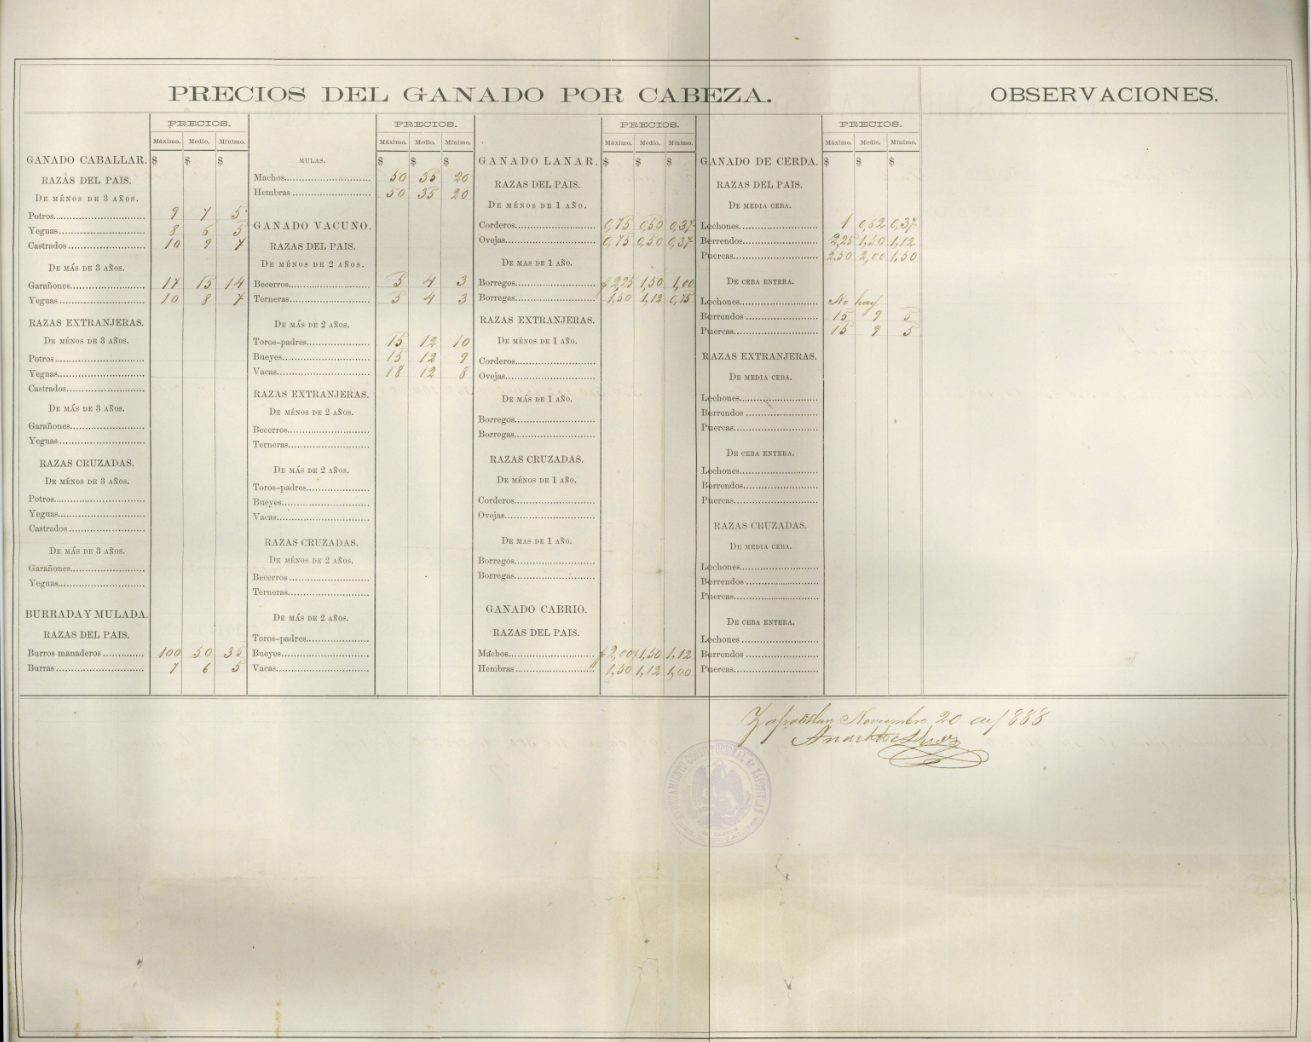 PRECIOS DEL GANADO POR CABEZA.
OBSERVACIONES.
PRECIOS.
Máximo. Medio. Mínimo.
GANADO CABALLAR. $ $ $
RAZAS DEL PAIS.
DE MÉNOS DE 3 AÑOS.
Potros 9 7 5
Yeguas 8 6 5
Castrados 10 9 7
DE MÁS DE 3 AÑOS.
Garañones 17 15 14
Yeguas 10 8 7
RAZAS EXTRANJERAS.
DE MÉNOS DE 3 AÑOS.
Potros
Yeguas
Castrados
DE MÁS DE 3 AÑOS.
Garañones
Yeguas
RAZAS CRUZADAS.
DE MÉNOS DE 3 AÑOS.
Potros
Yeguas
Castrados
DE MÁS DE 3 AÑOS.
Garañones
Yeguas
BURRADA Y MULADA.
RAZAS DEL PAIS.
Burros manaderos 100 50 35
Burras 7 6 5
PRECIOS.
Máximo. Medio. Mínimo.
MULAS. $ $ $
Machos 50 35 20
Hembras 50 35 20
GANADO VACUNO.
RAZAS DEL PAIS.
DE MÉNOS DE 2 AÑOS.
Becerros 5 4 3
Terneras 5 4 3
DE MÁS DE 2 AÑOS.
Toros-padres 15 12 10
Bueyes 15 12 9
Vacas 18 12 8
RAZAS EXTRANJERAS.
DE MÉNOS DE 2 AÑOS.
Becerros
Terneras
DE MÁS DE 2 AÑOS.
Toros-padres
Bueyes
Vacas
RAZAS CRUZADAS.
DE MÉNOS DE 2 AÑOS.
Becerros
Terneras
DE MÁS DE 2 AÑOS.
Toros-padres
Bueyes
Vacas
PRECIOS.
Máximo. Medio. Mínimo.
GANADO LANAR. $ $ $
RAZAS DEL PAIS.
DE MÉNOS DE 1 AÑO.
Corderos 0,75 0,50 0,37
Ovejas 0,75 0,50 0,37
DE MAS DE 1 AÑO.
Borregos 2,25 1,50 1,00
Borregas 1,50 1,12 0,75
RAZAS EXTRANJERAS.
DE MÉNOS DE 1 AÑO.
Corderos
Ovejas
DE MÁS DE 1 AÑO.
Borregos
Borregas
RAZAS CRUZADAS.
DE MÉNOS DE 1 AÑO.
Corderos
Ovejas
DE MAS DE 1 AÑO.
Borregos
Borregas
GANADO CABRIO.
RAZAS DEL PAIS.
Machos 2,00 1,50 1,12
Hembras 1,50 1,12 1,00
PRECIOS.
Máximo. Medio. Mínimo.
GANADO DE CERDA. $ $ $
RAZAS DEL PAIS.
DE MEDIA CEBA.
Lechones 1 0,62 0,37
Berrendos 2,25 1,50 1,12
Puercas 2,50 2,00 1,50
DE CEBA ENTERA.
Lechones No hay
Berrendos 15 9 5
Puercas 15 9 5
RAZAS EXTRANJERAS.
DE MEDIA CEBA.
Lechones
Berrendos
Puercas
DE CEBA ENTERA.
Lechones
Berrendos
Puercas
RAZAS CRUZADAS.
DE MEDIA CEBA.
Lechones
Berrendos
Puercas
DE CEBA ENTERA.
Lechones
Berrendos
Puercas
Zapotitlan Noviembre 20 de 1888